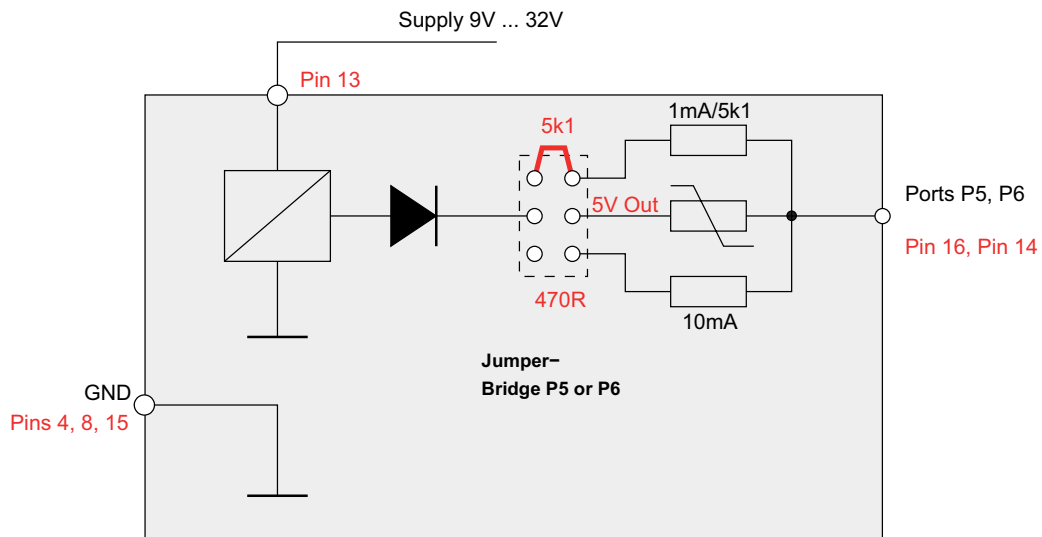 Supply 9V ... 32V
Pin 13
5k1
1mA/5k1
5V Out
Ports P5, P6
Pin 16, Pin 14
470R
10mA
Jumper–
Bridge P5 or P6
GND
Pins 4, 8, 15